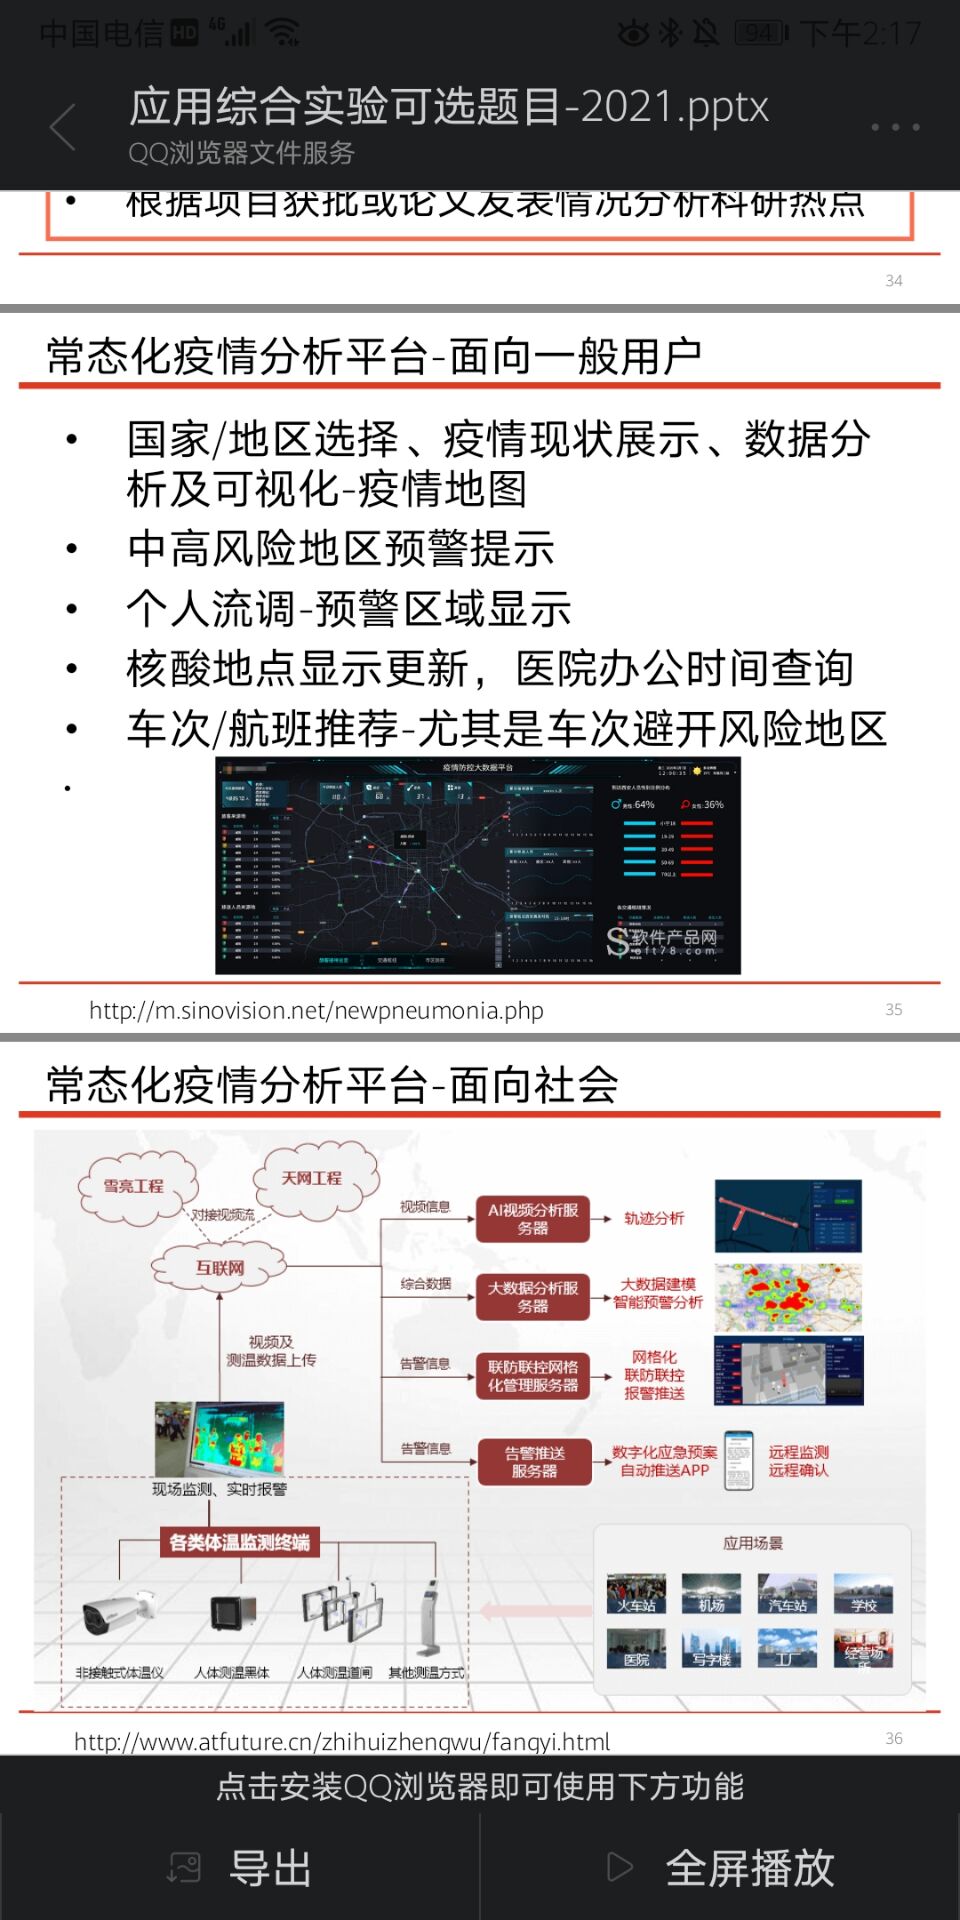 中国电信 HD 4G 94 下午2:17
应用综合实验可选题目-2021.pptx
QQ浏览器文件服务
• 根据项目获批或论文发表情况分析科研热点
34
常态化疫情分析平台-面向一般用户
• 国家/地区选择、疫情现状展示、数据分
析及可视化-疫情地图
• 中高风险地区预警提示
• 个人流调-预警区域显示
• 核酸地点显示更新，医院办公时间查询
• 车次/航班推荐-尤其是车次避开风险地区
•
疫情防控大数据平台
64%
36%
软件产品网
Soft78.com
http://m.sinovision.net/newpneumonia.php
35
常态化疫情分析平台-面向社会
雪亮工程
天网工程
对接视频流
互联网
视频及
测温数据上传
现场监测、实时报警
视频信息
AI视频分析服
务器
轨迹分析
综合数据
大数据分析服
务器
大数据建模
智能预警分析
告警信息
联防联控网格
化管理服务器
网格化
联防联控
报警推送
告警信息
告警推送
服务器
数字化应急预案
自动推送APP
远程监测
远程确认
各类体温监测终端
非接触式体温仪
人体测温黑体
人体测温道闸
其他测温方式
应用场景
火车站
机场
汽车站
学校
医院
写字楼
工厂
经营场
所
http://www.atfuture.cn/zhihuizhengwu/fangyi.html
36
点击安装QQ浏览器即可使用下方功能
导出
全屏播放